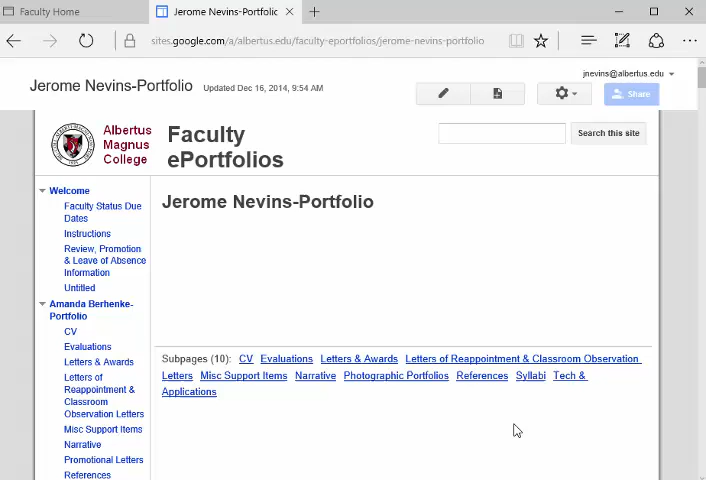 Faculty Home
Jerome Nevins-Portfolic
sites.google.com/a/albertus.edu/faculty-eportfolios/jerome-nevins-portfolio
jnevins@albertus.edu
Jerome Nevins-Portfolio Updated Dec 16, 2014, 9:54 AM
Share
Albertus
Magnus
College
Faculty
ePortfolios
Search this site
Welcome
Faculty Status Due
Dates
Instructions
Review, Promotion
& Leave of Absence
Information
Untitled
Amanda Berhenke-
Portfolio
CV
Evaluations
Letters & Awards
Letters of
Reappointment &
Classroom
Observation Letters
Misc Support Items
Narrative
Promotional Letters
References
Jerome Nevins-Portfolio
Subpages (10): CV Evaluations Letters & Awards Letters of Reappointment & Classroom Observation
Letters Misc Support Items Narrative Photographic Portfolios References Syllabi Tech &
Applications